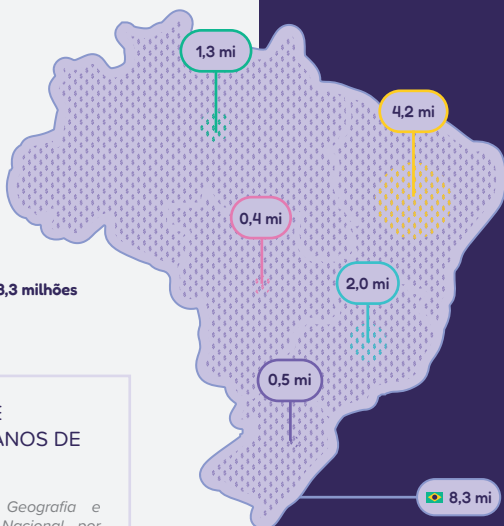 1,3 mi
4,2 mi
0,4 mi
2,0 mi
8,3 milhões
0,5 mi
ANOS DE
Geografia e
Nacional por
8,3 mi